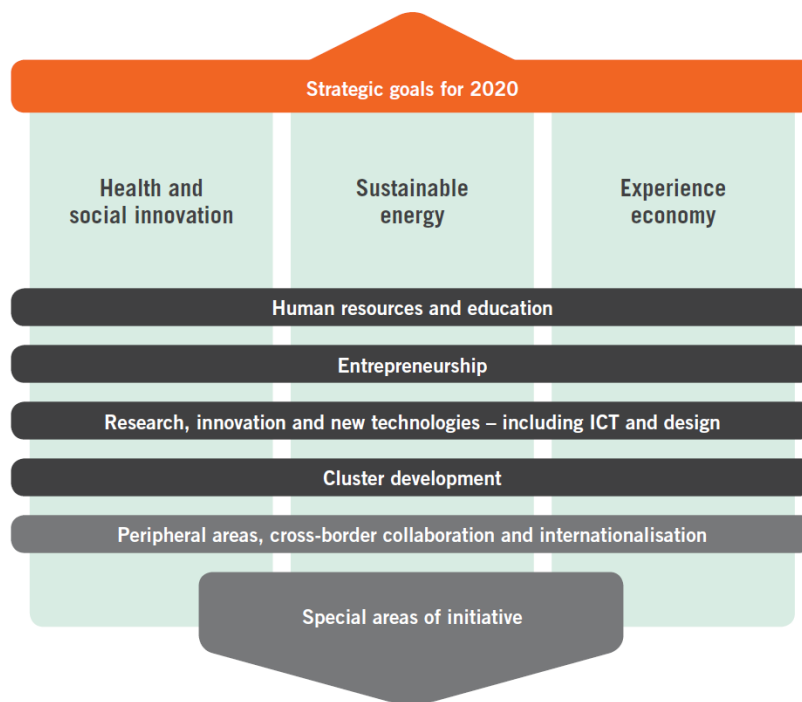 Strategic goals for 2020
Health and
social innovation
Sustainable
energy
Experience
economy
Human resources and education
Entrepreneurship
Research, innovation and new technologies – including ICT and design
Cluster development
Peripheral areas, cross-border collaboration and internationalisation
Special areas of initiative